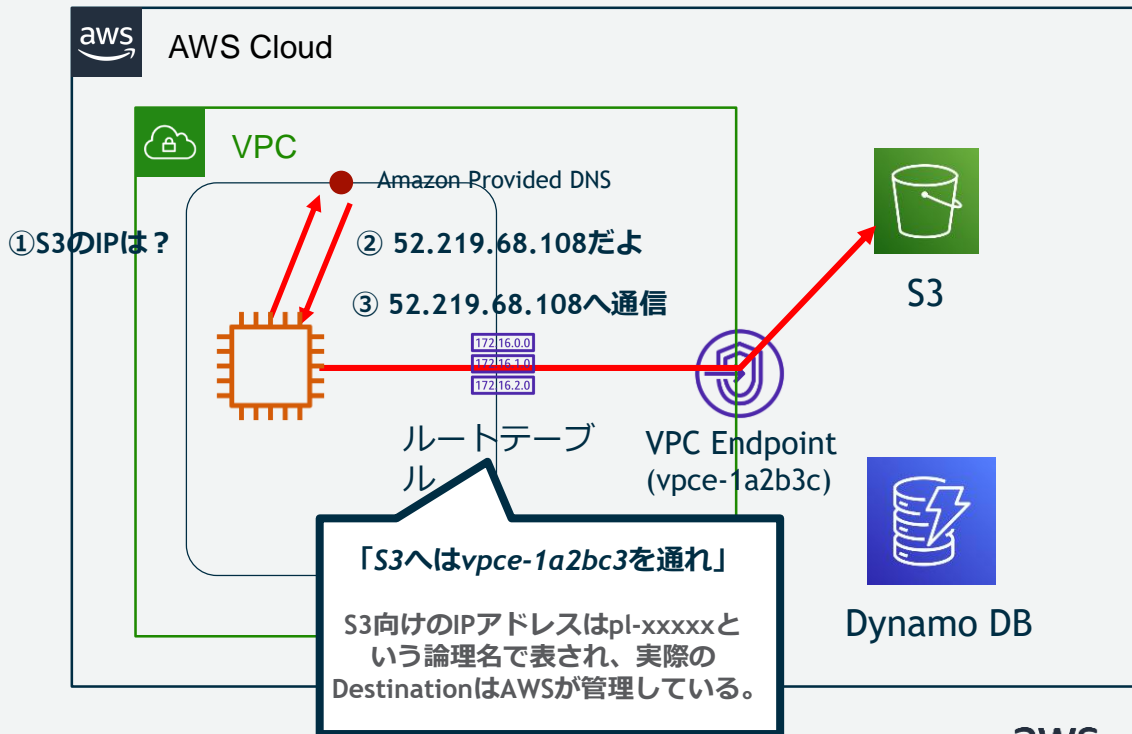 aws
AWS Cloud
VPC
Amazon Provided DNS
①S3のIPは？
② 52.219.68.108だよ
③ 52.219.68.108へ通信
S3
172.16.0.0
172.16.1.0
172.16.2.0
ルートテーブ
ル
VPC Endpoint
(vpce-1a2b3c)
「S3へはvpce-1a2bc3を通れ」
S3向けのIPアドレスはpl-xxxxxと
いう論理名で表され、実際の
DestinationはAWSが管理している。
Dynamo DB
aws